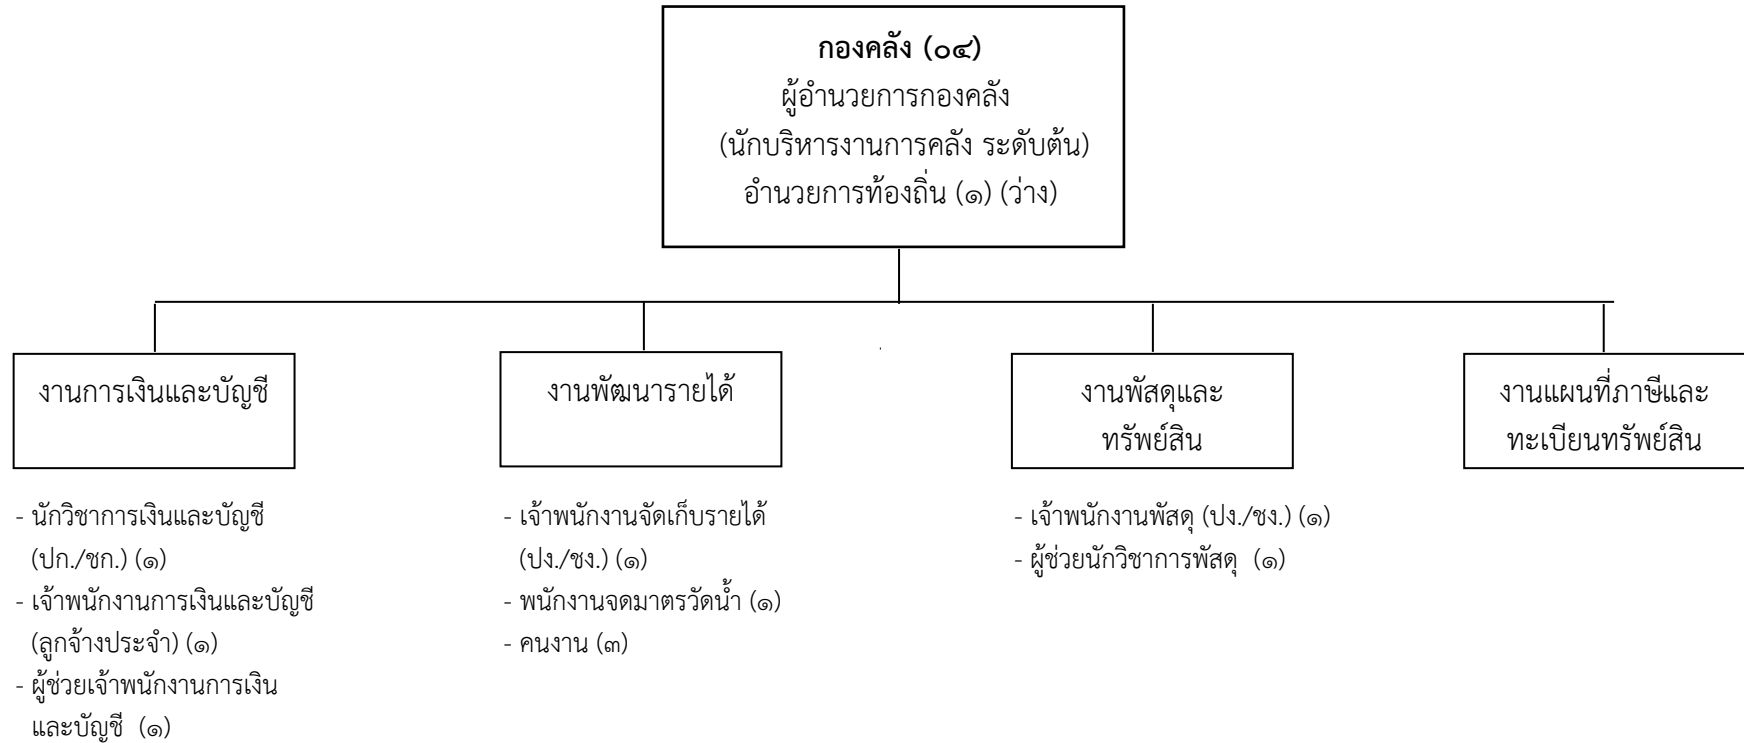 กองคลัง (๐๔)
ผู้อำนวยการกองคลัง
(นักบริหารงานการคลัง ระดับต้น)
อำนวยการท้องถิ่น (๑) (ว่าง)
งานการเงินและบัญชี
- นักวิชาการเงินและบัญชี
(ปก./ชก.) (๑)
- เจ้าพนักงานการเงินและบัญชี
(ลูกจ้างประจำ) (๑)
- ผู้ช่วยเจ้าพนักงานการเงิน
และบัญชี (๑)
งานพัฒนารายได้
- เจ้าพนักงานจัดเก็บรายได้
(ปง./ชง.) (๑)
- พนักงานจดมาตรวัดน้ำ (๑)
- คนงาน (๓)
งานพัสดุและ
ทรัพย์สิน
- เจ้าพนักงานพัสดุ (ปง./ชง.) (๑)
- ผู้ช่วยนักวิชาการพัสดุ (๑)
งานแผนที่ภาษีและ
ทะเบียนทรัพย์สิน